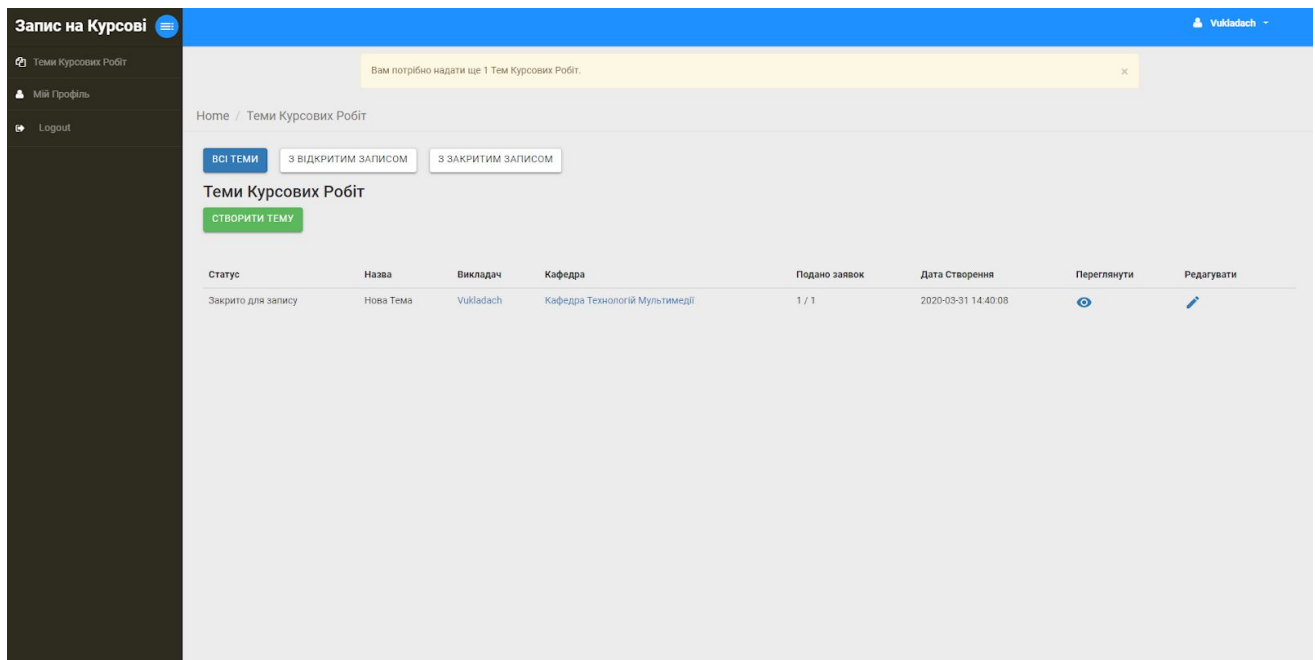 Запис на Курсові
Vukladach
Теми Курсових Робіт
Мій Профіль
Logout
Вам потрібно надати ще 1 Тем Курсових Робіт. ×
Home / Теми Курсових Робіт
ВСІ ТЕМИ З ВІДКРИТИМ ЗАПИСОМ З ЗАКРИТИМ ЗАПИСОМ
Теми Курсових Робіт
СТВОРИТИ ТЕМУ
Статус Назва Викладач Кафедра Подано заявок Дата Створення Переглянути Редагувати
Закрито для запису Нова Тема Vukladach Кафедра Технологій Мультимедії 1 / 1 2020-03-31 14:40:08